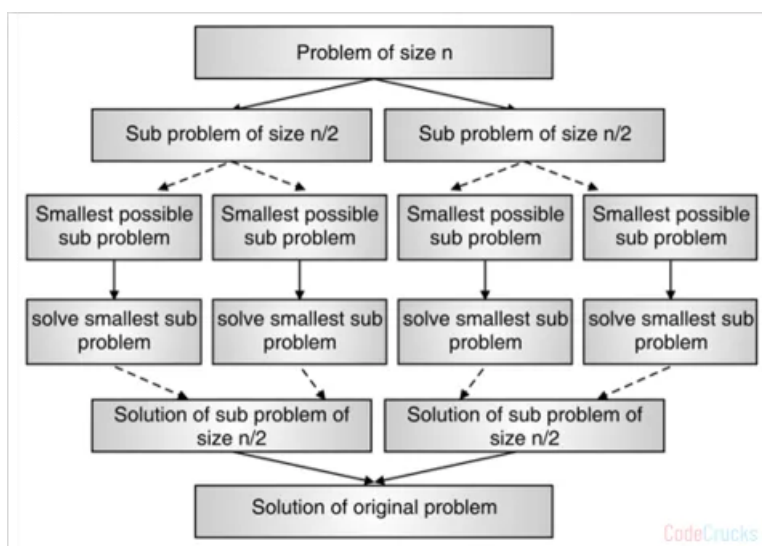 Problem of size n
Sub problem of size n/2
Sub problem of size n/2
Smallest possible
sub problem
Smallest possible
sub problem
Smallest possible
sub problem
Smallest possible
sub problem
solve smallest sub
problem
solve smallest sub
problem
solve smallest sub
problem
solve smallest sub
problem
Solution of sub problem of
size n/2
Solution of sub problem of
size n/2
Solution of original problem
CodeCrucks